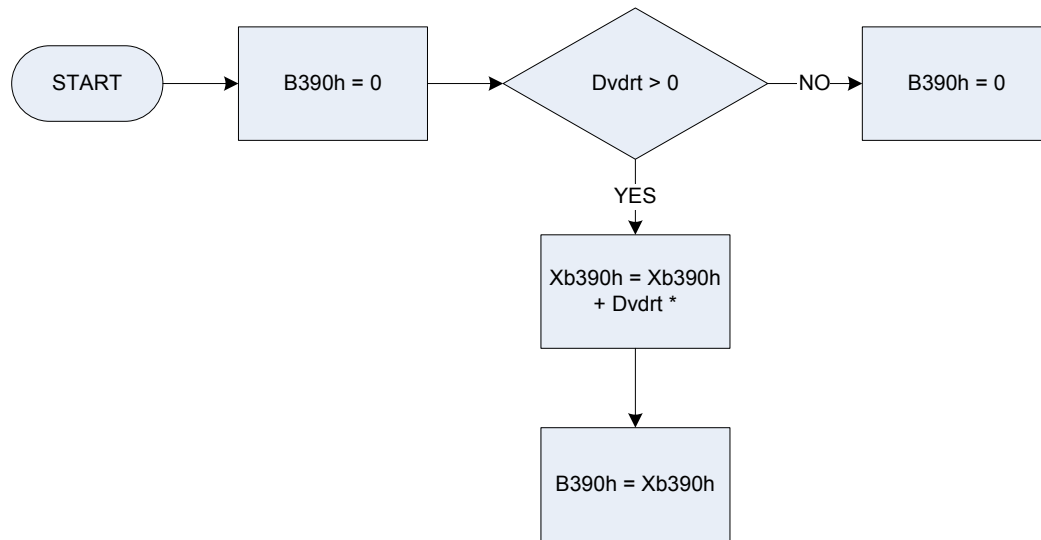 START
B390h = 0
Dvdrt > 0
NO
B390h = 0
YES
Xb390h = Xb390h
+ Dvdrt *
B390h = Xb390h